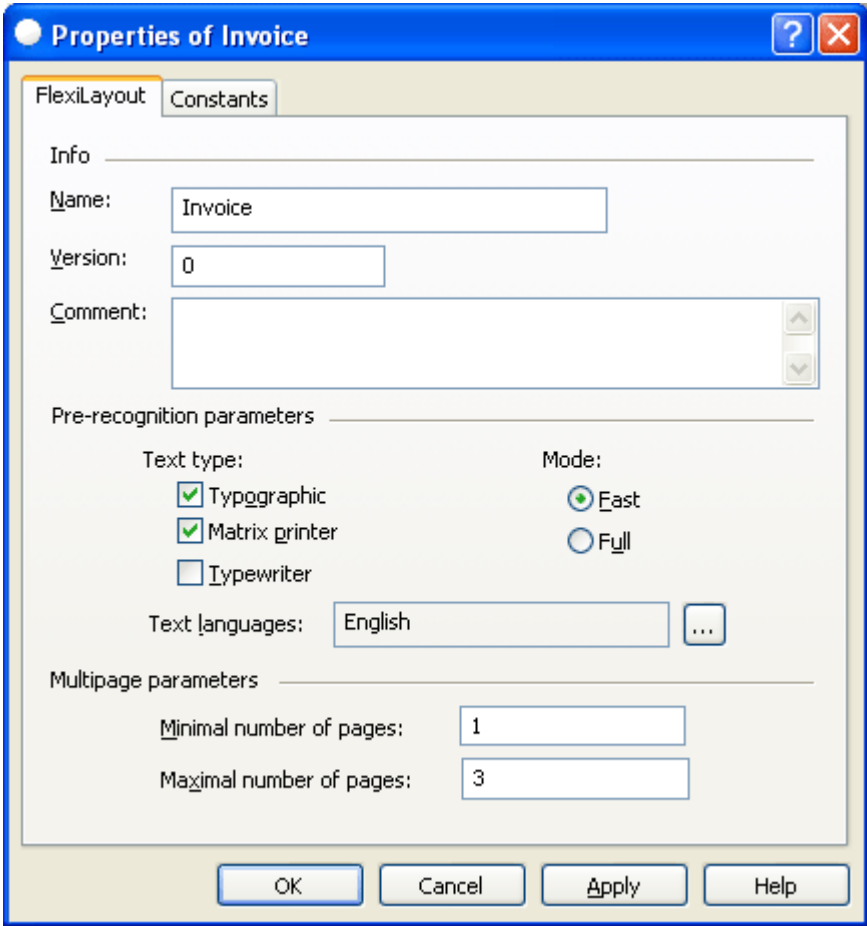 Properties of Invoice ?
FlexiLayout Constants
Info
Name: Invoice
Version: 0
Comment:
Pre-recognition parameters
Text type: Mode:
Typographic Fast
Matrix printer Full
Typewriter
Text languages: English ...
Multipage parameters
Minimal number of pages: 1
Maximal number of pages: 3
OK Cancel Apply Help